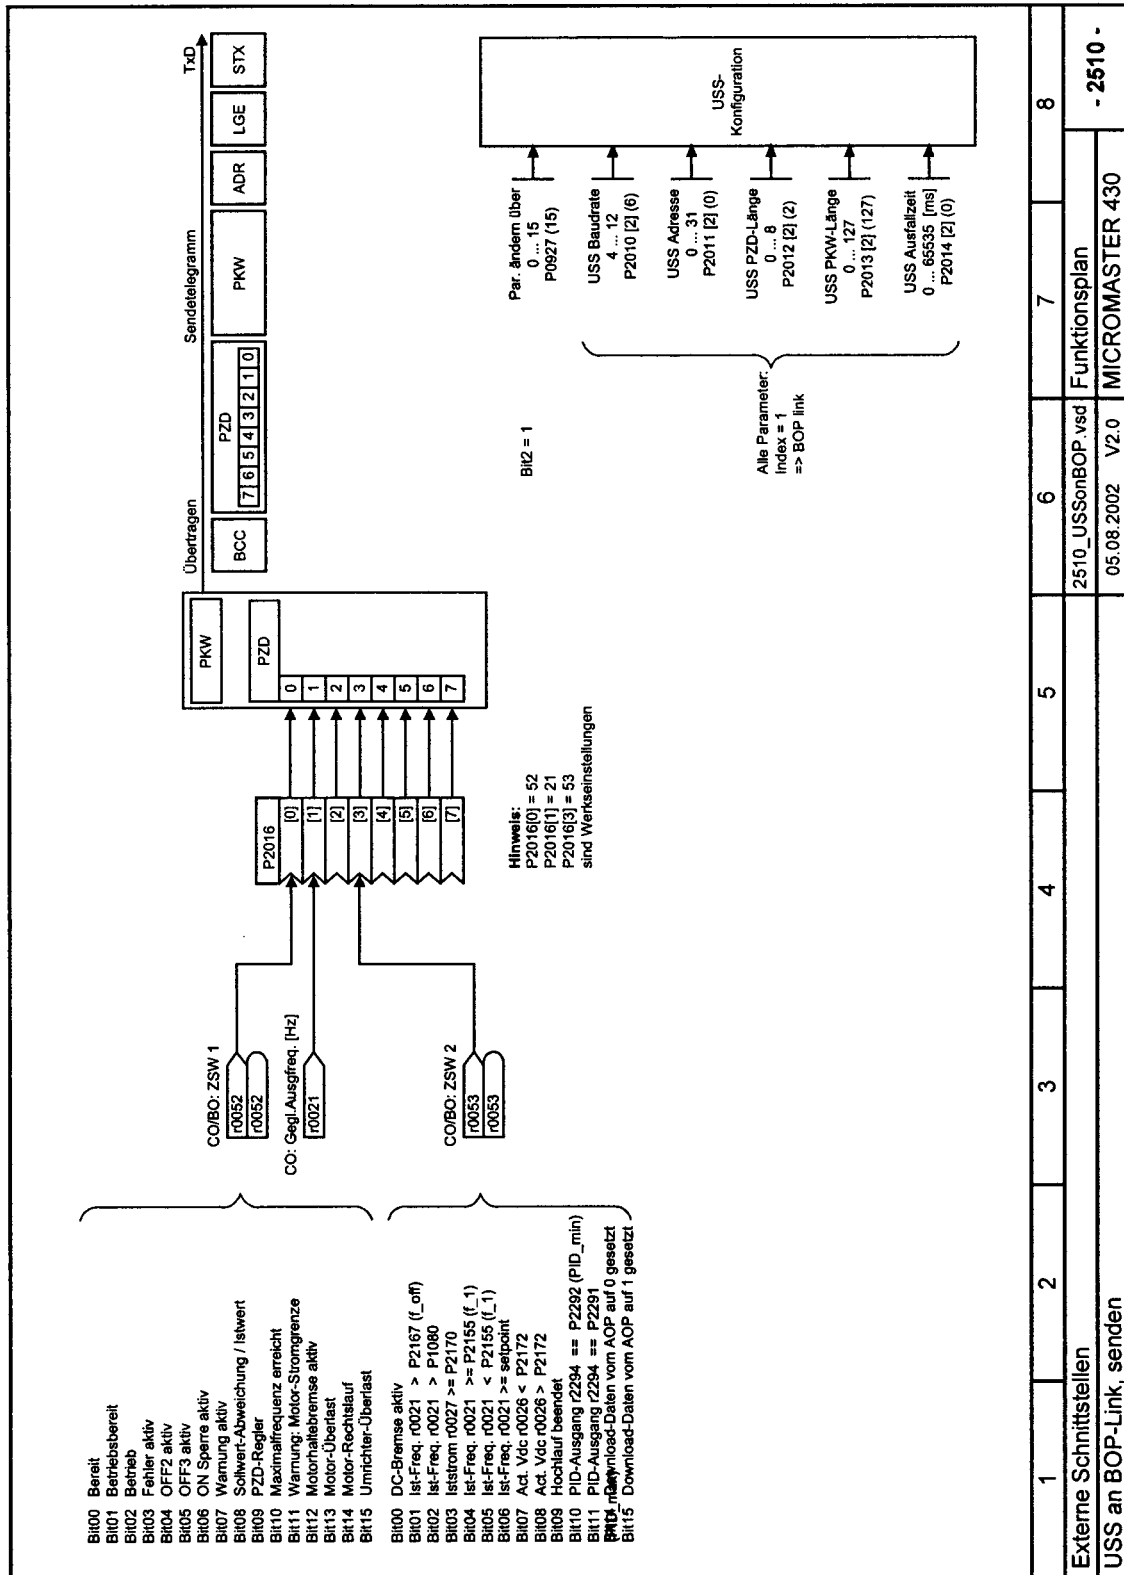 Bit00 Bereit
Bit01 Betriebsbereit
Bit02 Betrieb
Bit03 Fehler aktiv
Bit04 OFF2 aktiv
Bit05 OFF3 aktiv
Bit06 ON Sperre aktiv
Bit07 Warnung aktiv
Bit08 Sollwert-Abweichung / Istwert
Bit09 PZD-Regler
Bit10 Maximalfrequenz erreicht
Bit11 Warnung: Motor-Stromgrenze
Bit12 Motorhaltebremse aktiv
Bit13 Motor-Überlast
Bit14 Motor-Rechtslauf
Bit15 Umrichter-Überlast
Bit00 DC-Bremse aktiv
Bit01 Ist-Freq. r0021 > P2167 (f_off)
Bit02 Ist-Freq. r0021 > P1080
Bit03 Iststrom r0027 >= P2170
Bit04 Ist-Freq. r0021 >= P2155 (f_1)
Bit05 Ist-Freq. r0021 < P2155 (f_1)
Bit06 Ist-Freq. r0021 >= setpoint
Bit07 Act. Vdc r0026 < P2172
Bit08 Act. Vdc r0026 > P2172
Bit09 Hochlauf beendet
Bit10 PID-Ausgang r2294 == P2292 (PID_min)
Bit11 PID-Ausgang r2294 == P2291
Download-Daten vom AOP auf 0 gesetzt
Bit15 Download-Daten vom AOP auf 1 gesetzt
CO/BO: ZSW 1
r0052
r0052
CO: Gegl.Ausgfreq. [Hz]
r0021
CO/BO: ZSW 2
r0053
r0053
P2016
[0]
[1]
[2]
[3]
[4]
[5]
[6]
[7]
Hinweis:
P2016[0] = 52
P2016[1] = 21
P2016[3] = 53
sind Werkseinstellungen
PKW
PZD
0
1
2
3
4
5
6
7
Übertragen
Sendetelegramm
TxD
BCC
PZD
7 6 5 4 3 2 1 0
PKW
ADR
LGE
STX
Bit2 = 1
Par. ändern über
0 ... 15
P0927 (15)
USS Baudrate
4 ... 12
P2010 [2] (6)
USS Adresse
0 ... 31
P2011 [2] (0)
USS PZD-Länge
0 ... 8
P2012 [2] (2)
USS PKW-Länge
0 ... 127
P2013 [2] (127)
USS Ausfallzeit
0 ... 65535 [ms]
P2014 [2] (0)
Alle Parameter:
Index = 1
=> BOP link
USS-
Konfiguration
1 2 3 4 5 6 7 8
Externe Schnittstellen
2510_USSonBOP.vsd
Funktionsplan
- 2510 -
USS an BOP-Link, senden
05.08.2002 V2.0
MICROMASTER 430